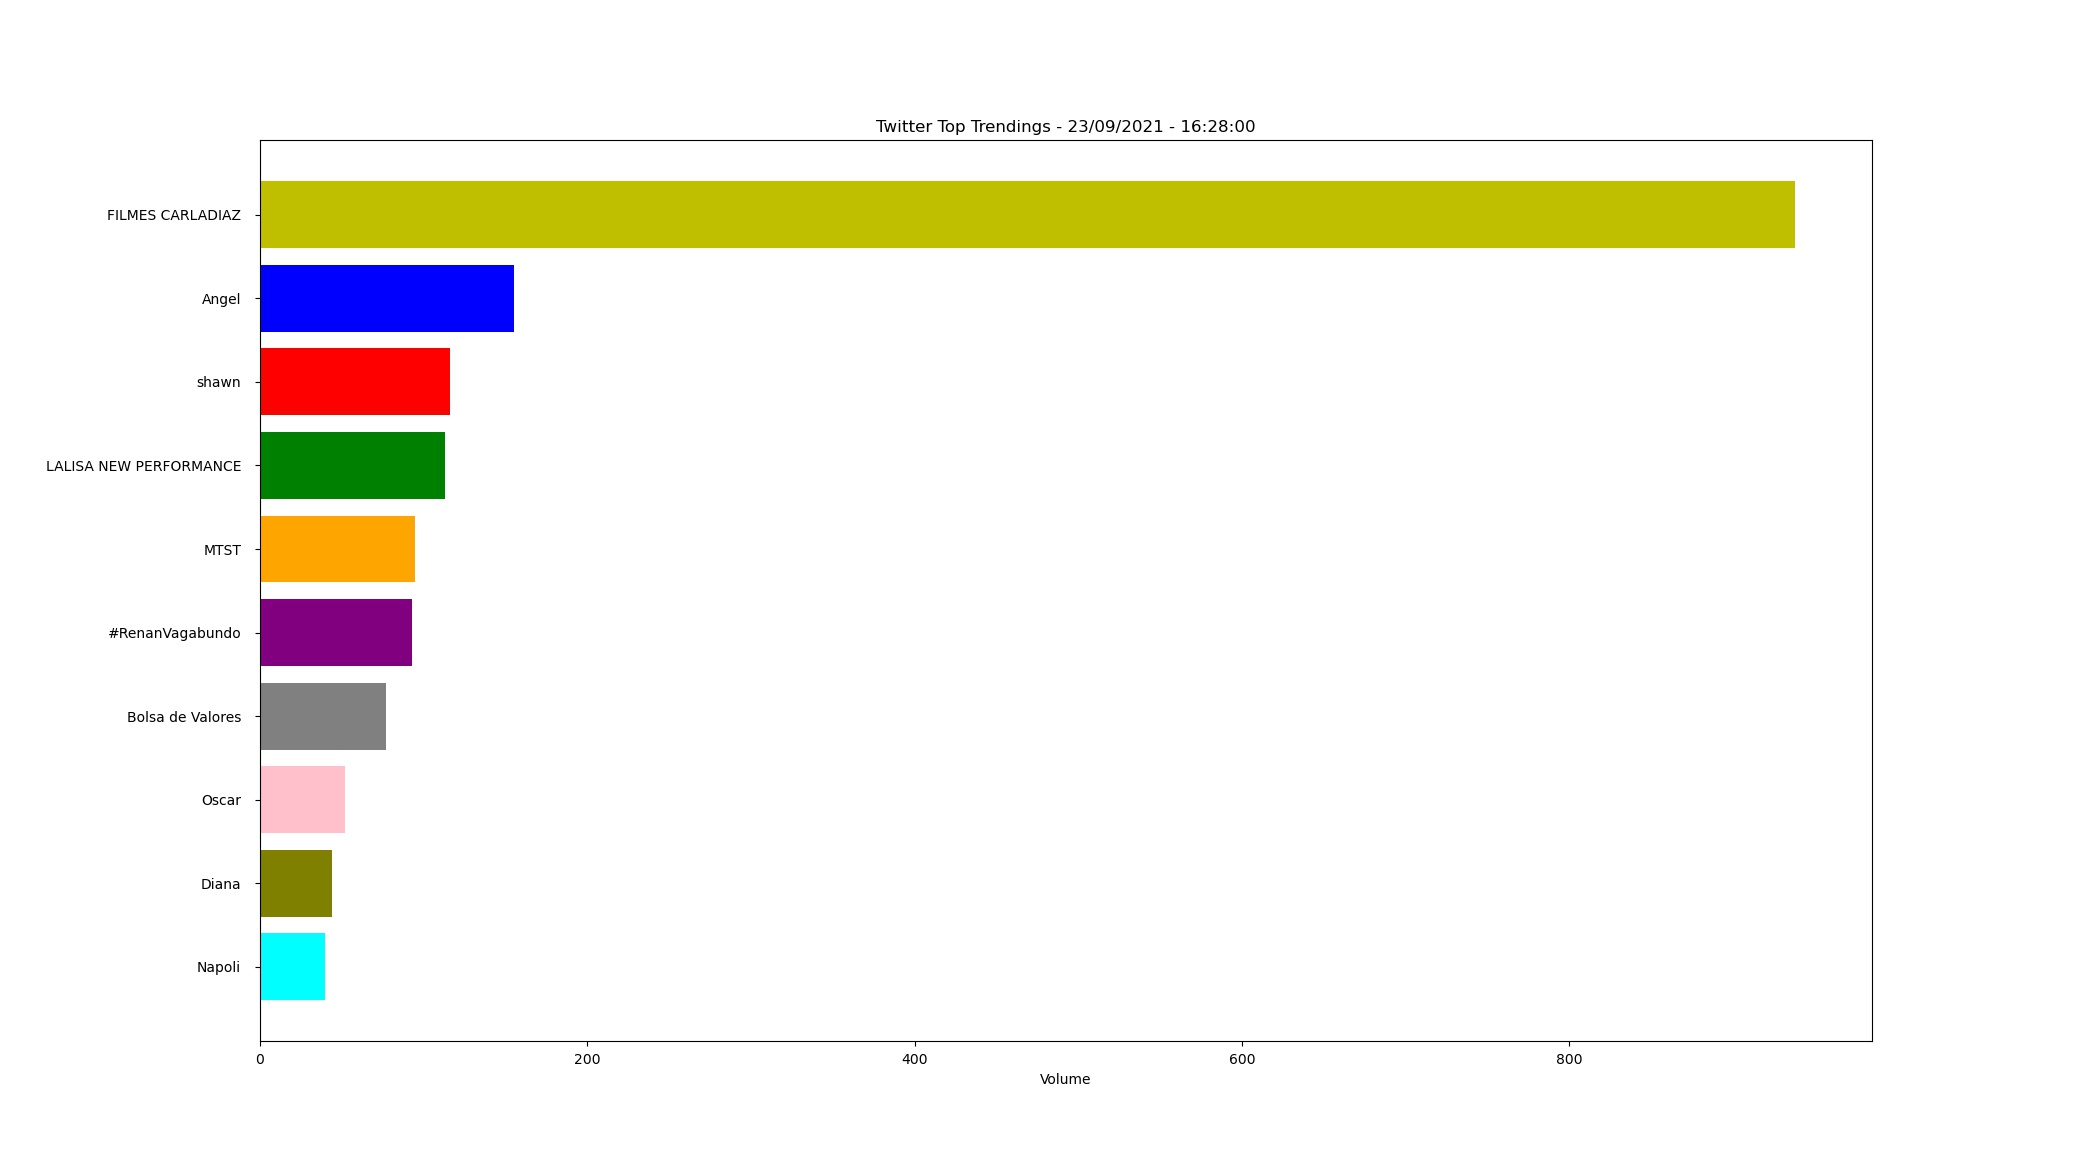 Twitter Top Trendings - 23/09/2021 - 16:28:00
FILMES CARLADIAZ
Angel
shawn
LALISA NEW PERFORMANCE
MTST
#RenanVagabundo
Bolsa de Valores
Oscar
Diana
Napoli
0 200 400 600 800
Volume